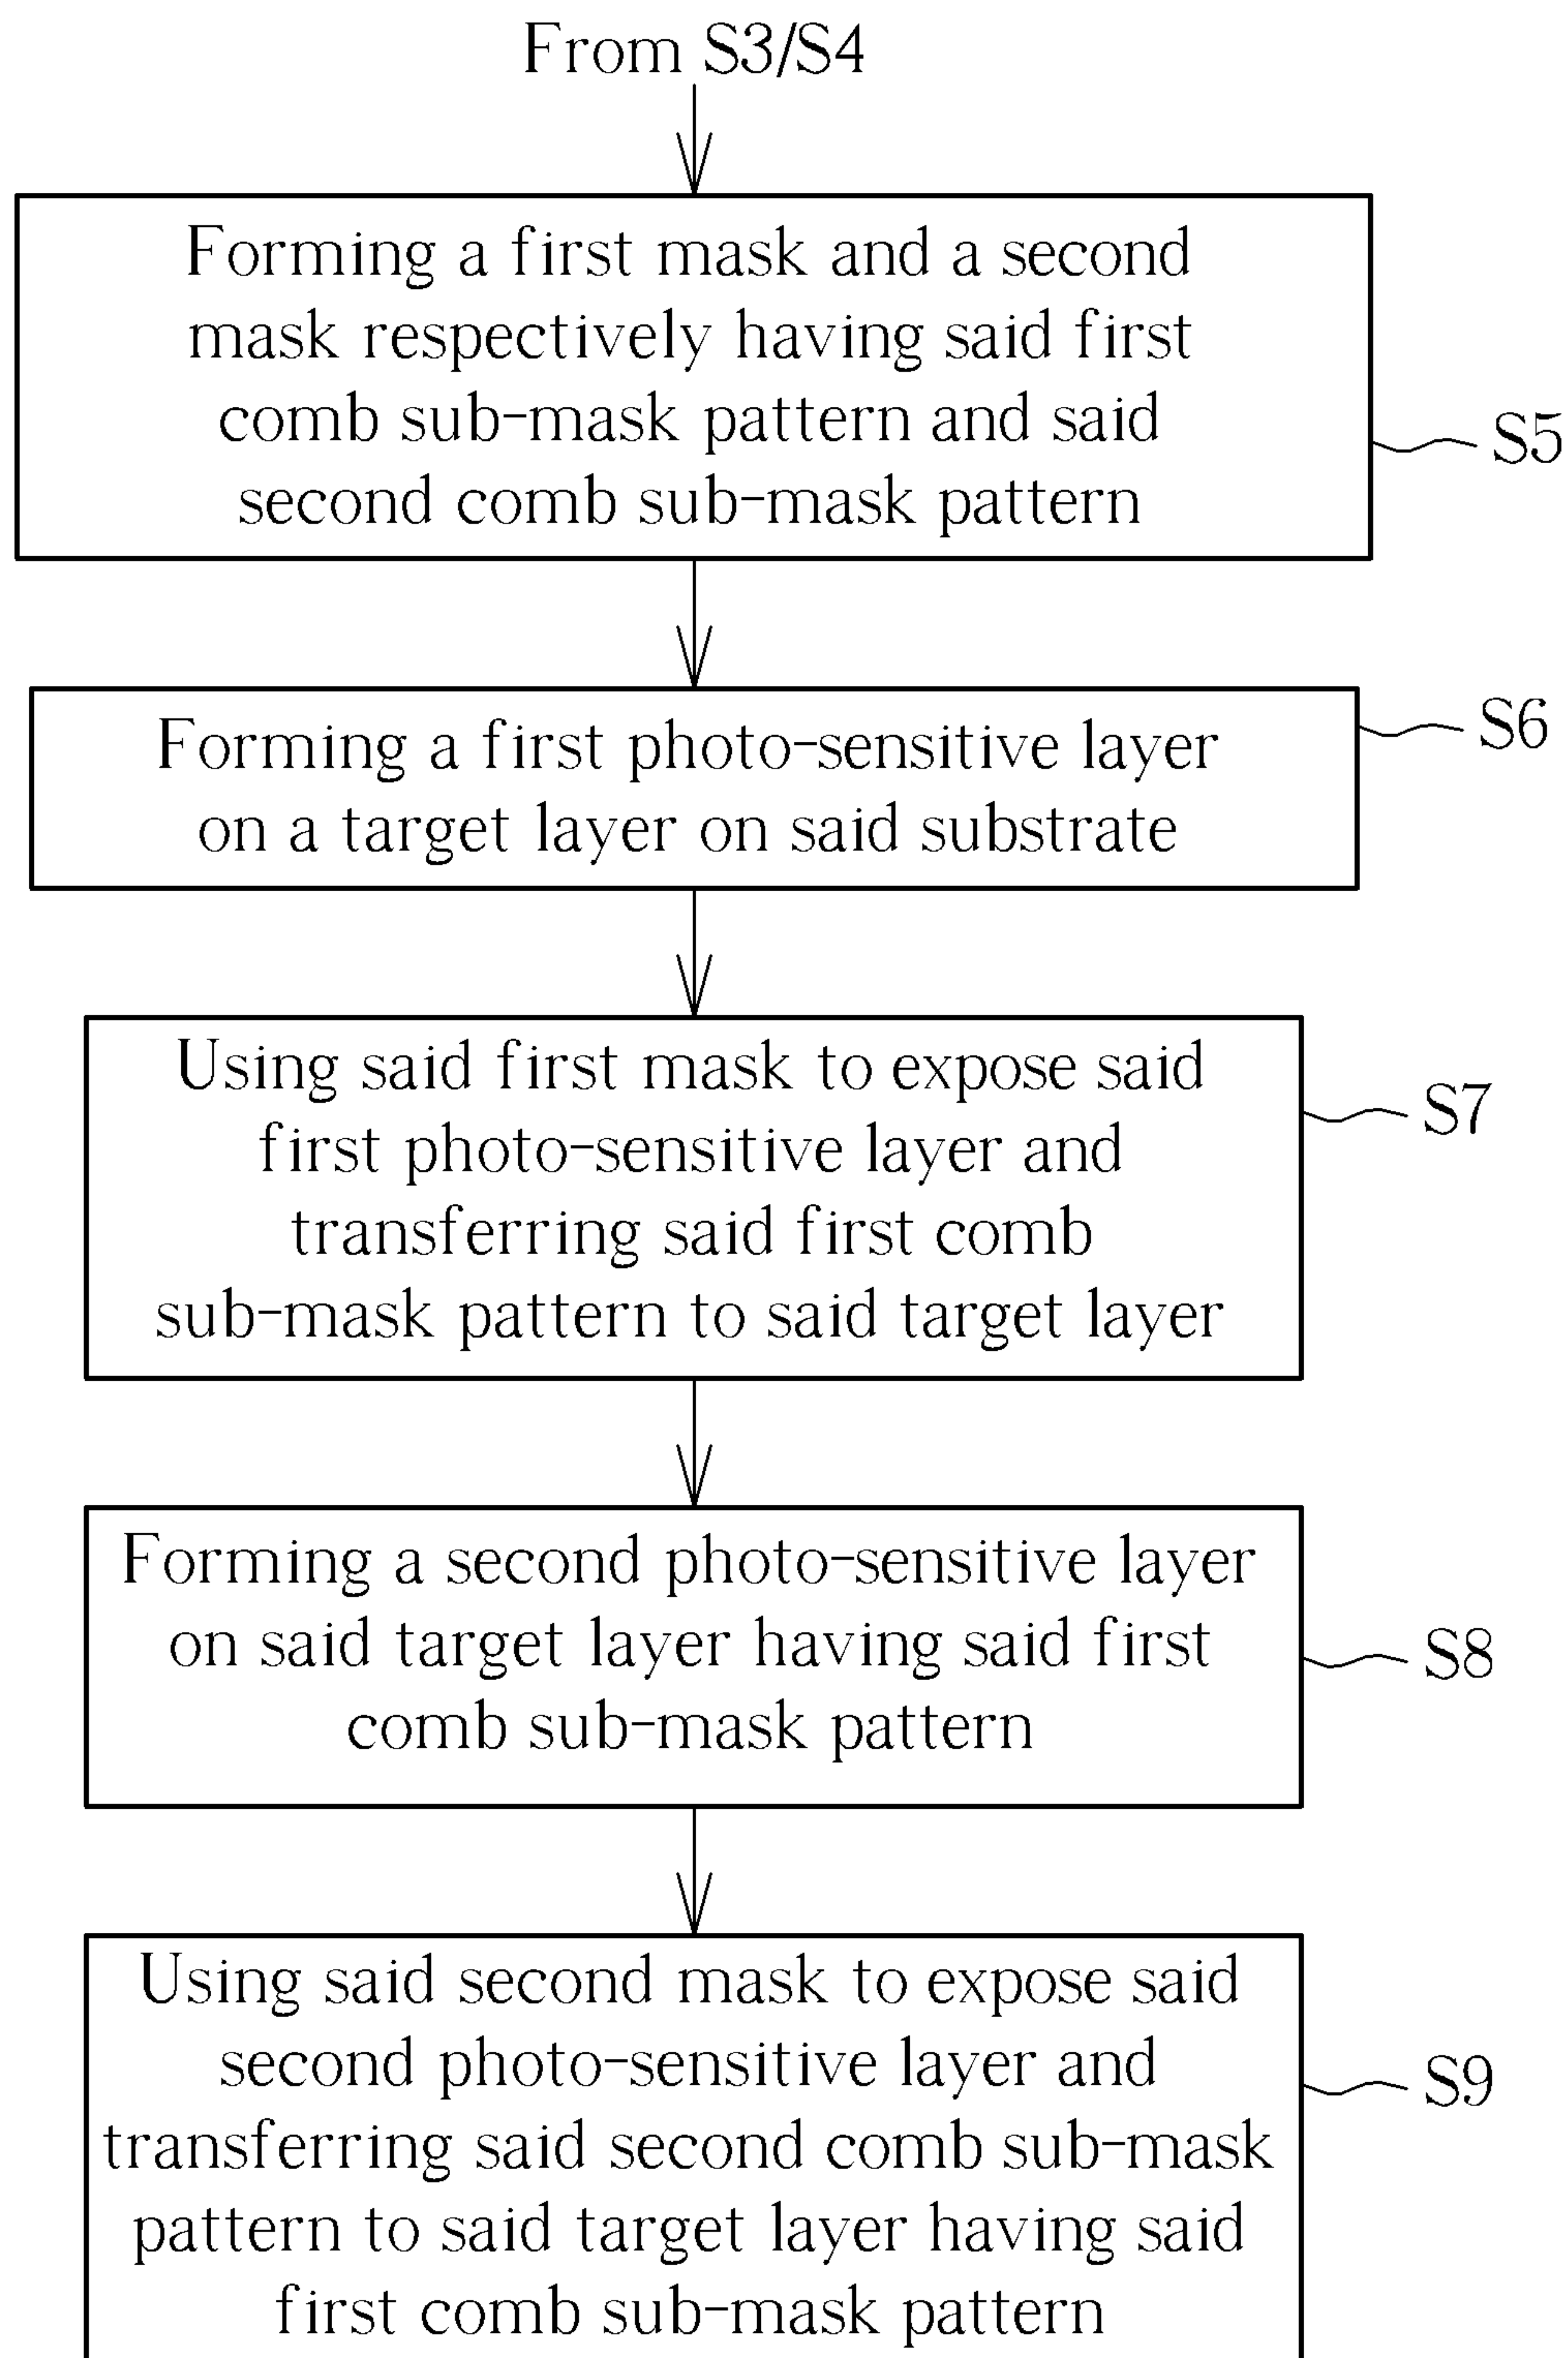 From S3/S4
Forming a first mask and a second
mask respectively having said first
comb sub-mask pattern and said
second comb sub-mask pattern
S5
Forming a first photo-sensitive layer
on a target layer on said substrate
S6
Using said first mask to expose said
first photo-sensitive layer and
transferring said first comb
sub-mask pattern to said target layer
S7
Forming a second photo-sensitive layer
on said target layer having said first
comb sub-mask pattern
S8
Using said second mask to expose said
second photo-sensitive layer and
transferring said second comb sub-mask
pattern to said target layer having said
first comb sub-mask pattern
S9